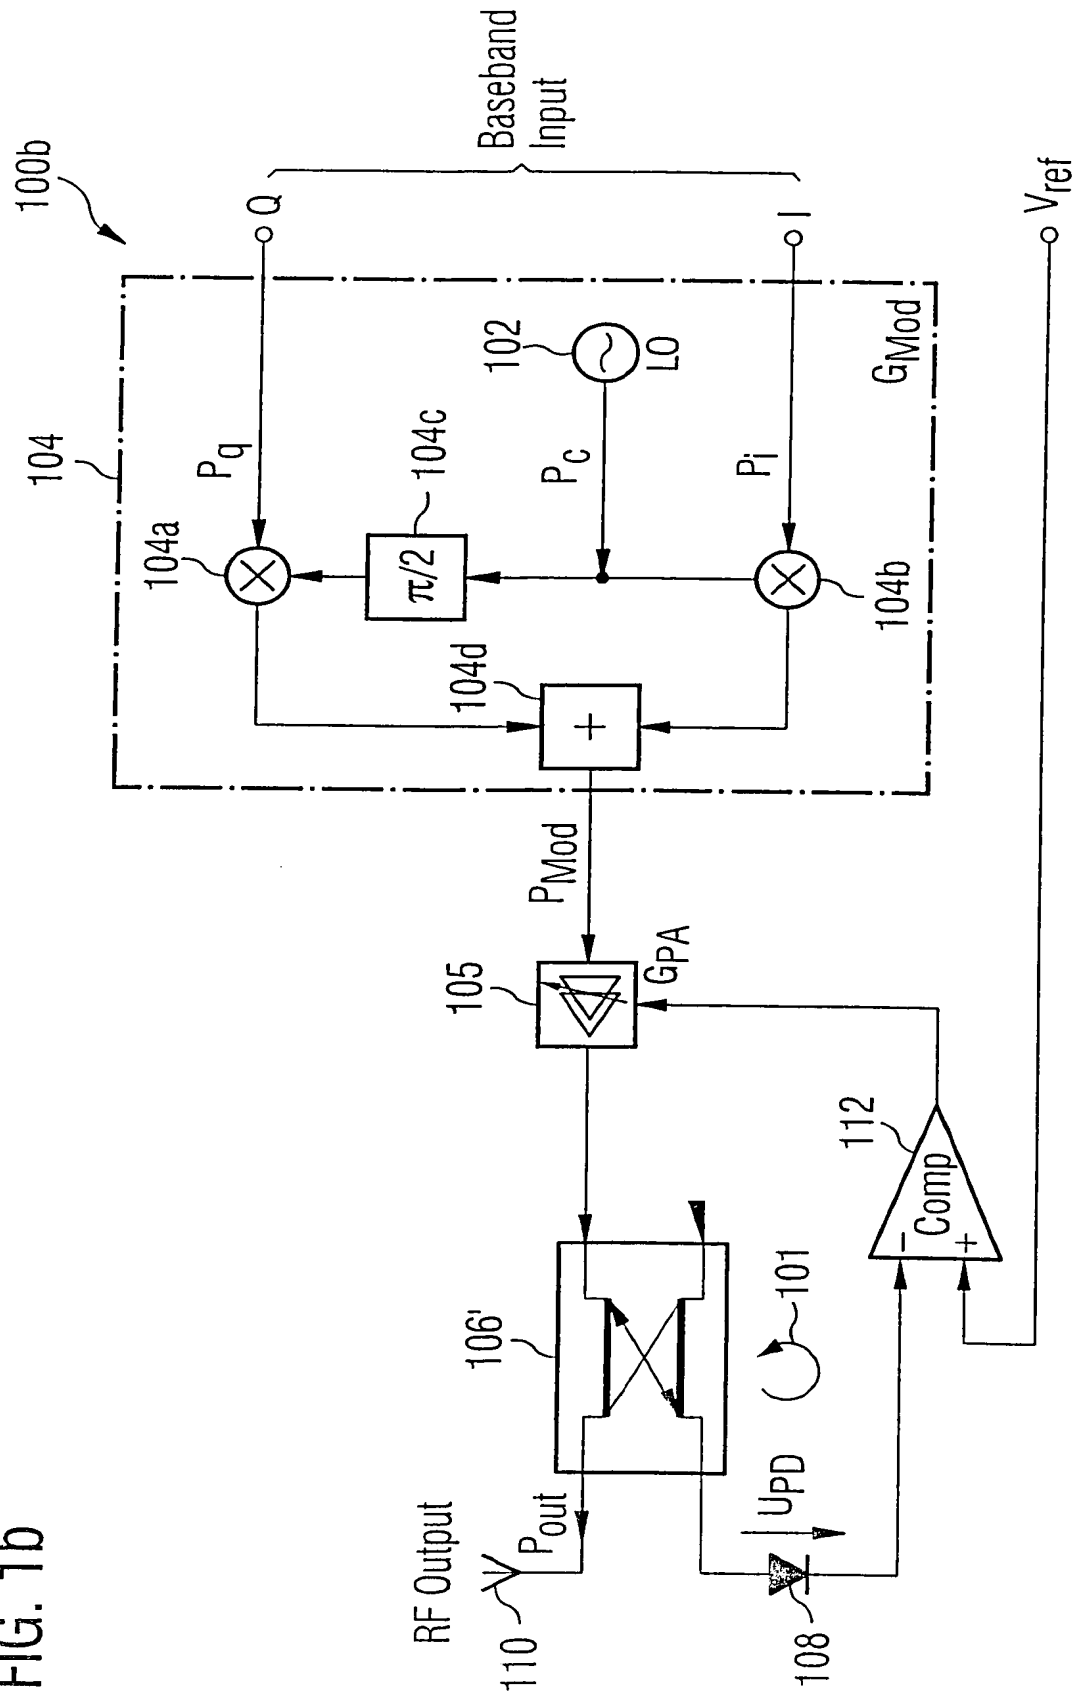 FIG. 1b
100b
104
Q
Baseband
Input
I
Vref
Pq
104a
π/2
104c
102
LO
Pc
Pi
104b
GMod
104d
+
PMod
105
GPA
106'
101
112
Comp
-
+
RF Output
Pout
110
UPD
108